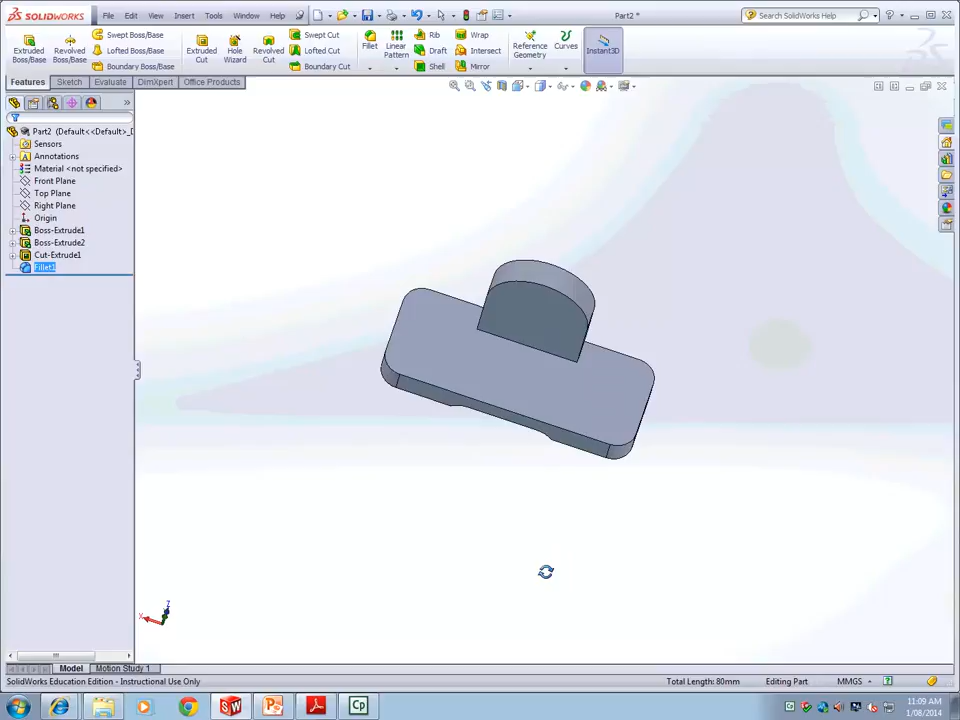 SOLIDWORKS File Edit View Insert Tools Window Help Part2 * Search SolidWorks Help
Extruded Boss/Base
Revolved Boss/Base
Swept Boss/Base
Lofted Boss/Base
Boundary Boss/Base
Extruded Cut
Hole Wizard
Revolved Cut
Swept Cut
Lofted Cut
Boundary Cut
Fillet
Linear Pattern
Rib
Draft
Shell
Wrap
Intersect
Mirror
Reference Geometry
Curves
Instant3D
Features Sketch Evaluate DimXpert Office Products
Part2 (Default<<Default>_D
Sensors
Annotations
Material <not specified>
Front Plane
Top Plane
Right Plane
Origin
Boss-Extrude1
Boss-Extrude2
Cut-Extrude1
Fillet1
X
Z
Model Motion Study 1
SolidWorks Education Edition - Instructional Use Only Total Length: 80mm Editing Part MMGS
11:09 AM
1/08/2014